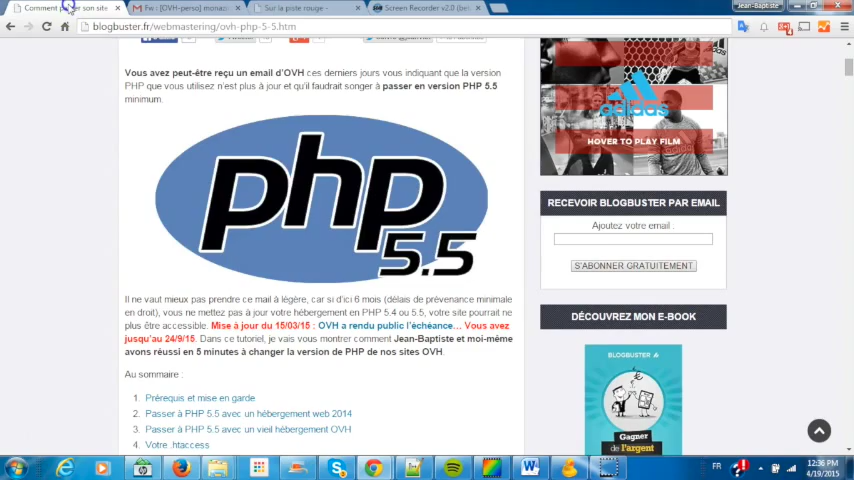 Comment p
r son site
Fw : [OVH-perso] monazo
Sur la piste rouge -
Screen Recorder v2.0 (be
Jean-Baptiste
blogbuster.fr/webmastering/ovh-php-5-5.htm
Vous avez peut-être reçu un email d'OVH ces derniers jours vous indiquant que la version
PHP que vous utilisez n'est plus à jour et qu'il faudrait songer à passer en version PHP 5.5
minimum.
php
5.5
Il ne vaut mieux pas prendre ce mail à légère, car si d'ici 6 mois (délais de prévenance minimale
en droit), vous ne mettez pas à jour votre hébergement en PHP 5.4 ou 5.5, votre site pourrait ne
plus être accessible. Mise à jour du 15/03/15 : OVH a rendu public l'échéance... Vous avez
jusqu'au 24/9/15. Dans ce tutoriel, je vais vous montrer comment Jean-Baptiste et moi-même
avons réussi en 5 minutes à changer la version de PHP de nos sites OVH.
Au sommaire :
1. Prérequis et mise en garde
2. Passer à PHP 5.5 avec un hébergement web 2014
3. Passer à PHP 5.5 avec un vieil hébergement OVH
4. Votre .htaccess
adidas
HOVER TO PLAY FILM
RECEVOIR BLOGBUSTER PAR EMAIL
Ajoutez votre email :
S'ABONNER GRATUITEMENT
DÉCOUVREZ MON E-BOOK
BLOGBUSTER
Gagner
de l'argent
FR
12:36 PM
4/19/2015